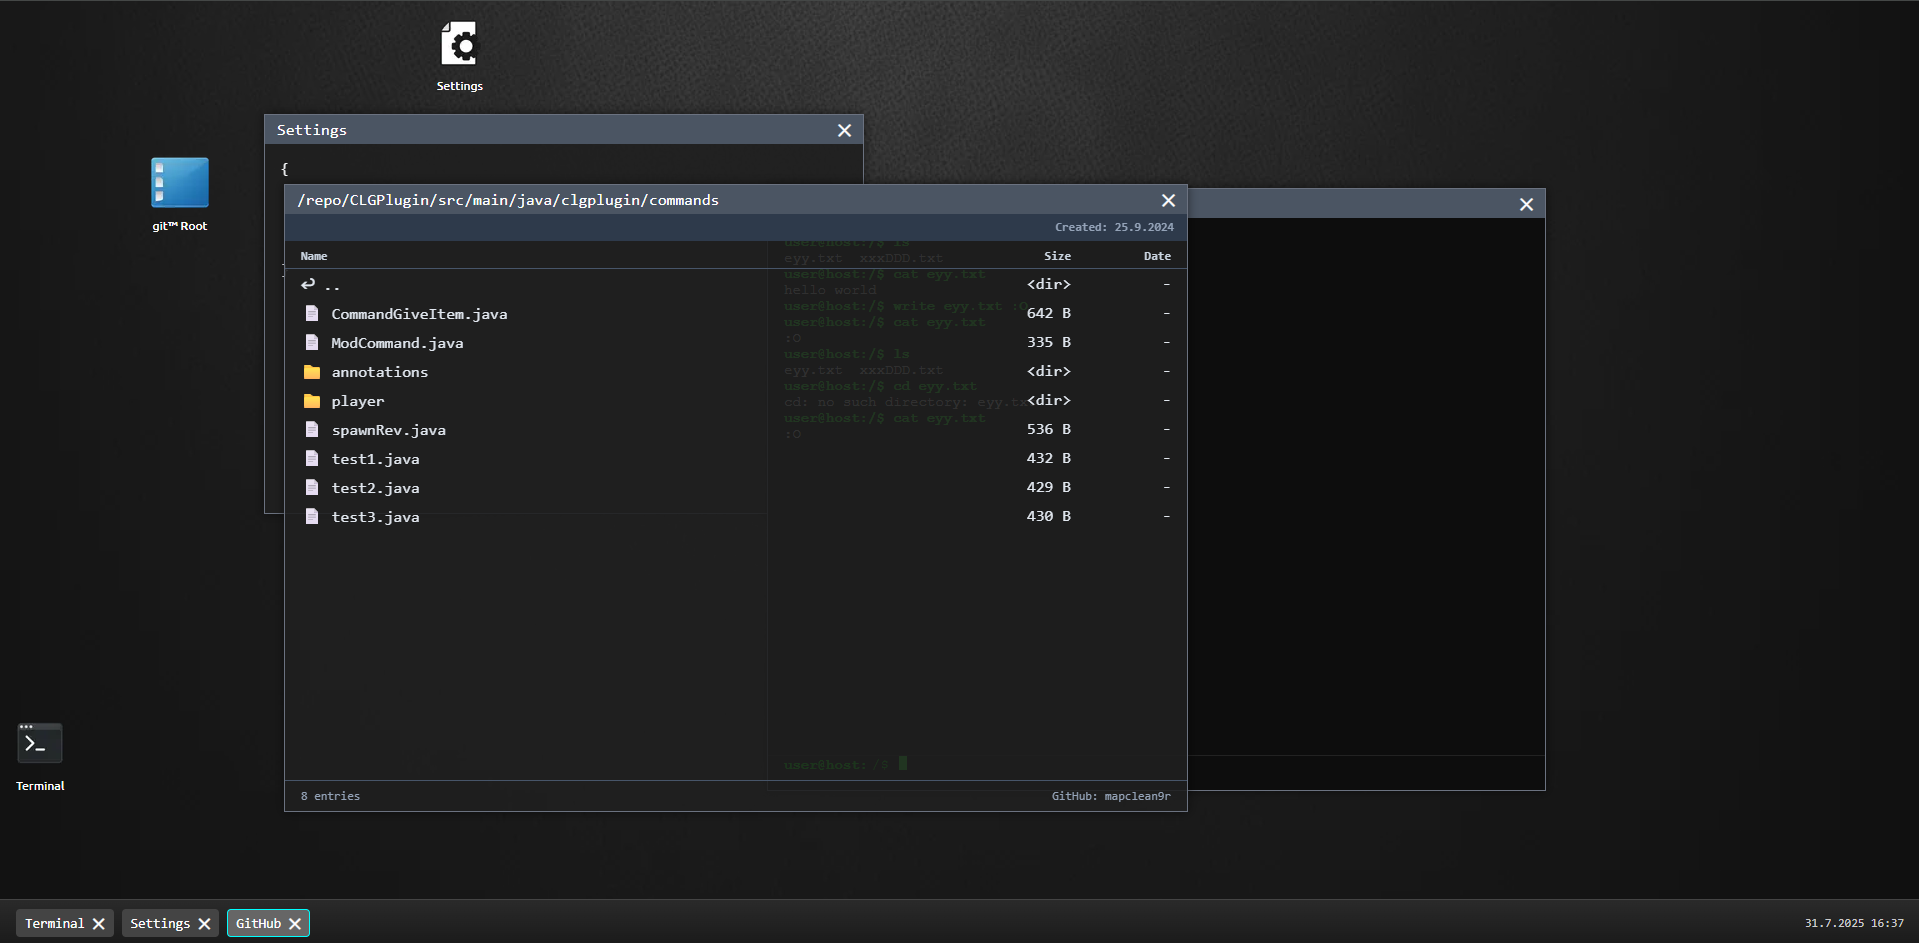 Settings
Settings
{
git™ Root
/repo/CLGPlugin/src/main/java/clgplugin/commands
Created: 25.9.2024
Name Size Date
.. <dir> -
CommandGiveItem.java 642 B -
ModCommand.java 335 B -
annotations <dir> -
player <dir> -
spawnRev.java 536 B -
test1.java 432 B -
test2.java 429 B -
test3.java 430 B -
user@host:/$ ls
eyy.txt xxxDDD.txt
user@host:/$ cat eyy.txt
hello world
user@host:/$ write eyy.txt :O
user@host:/$ cat eyy.txt
:O
user@host:/$ ls
eyy.txt xxxDDD.txt
user@host:/$ cd eyy.txt
cd: no such directory: eyy.tx
user@host:/$ cat eyy.txt
:O
user@host:/$
8 entries GitHub: mapclean9r
Terminal
Terminal Settings GitHub 31.7.2025 16:37